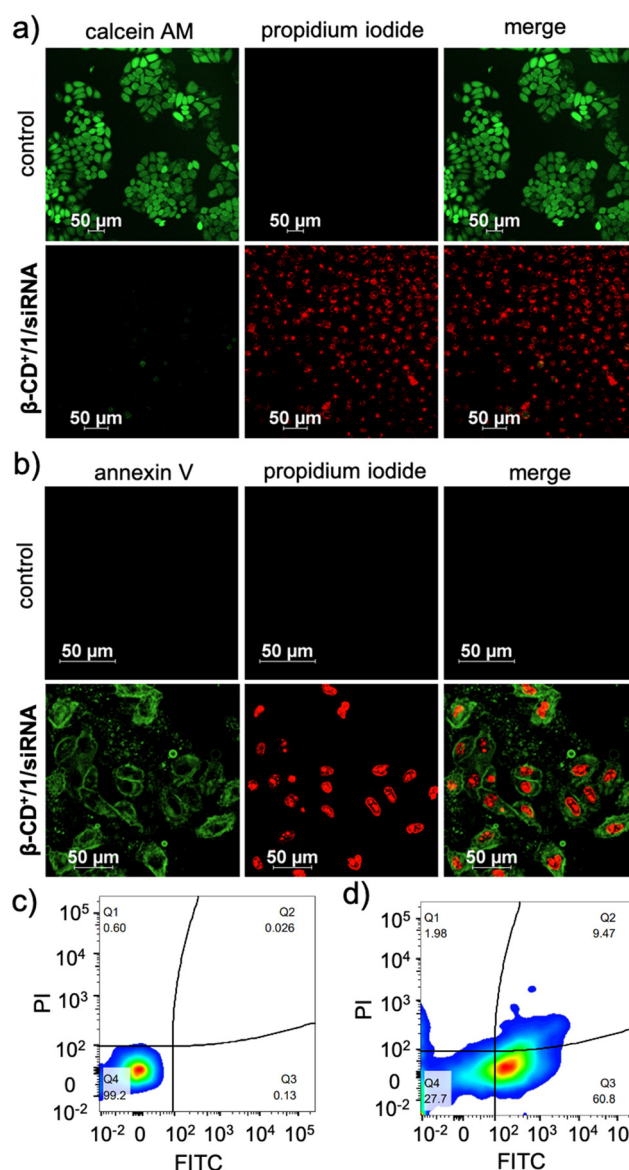 a)
calcein AM propidium iodide merge
control
50 µm 50 µm 50 µm
β-CD⁺/1/siRNA
50 µm 50 µm 50 µm
b)
annexin V propidium iodide merge
control
50 µm 50 µm 50 µm
β-CD⁺/1/siRNA
50 µm 50 µm 50 µm
c)
PI
10⁵
10⁴
10³
10²
0
10⁻²
Q1
0.60
Q2
0.026
Q4
99.2
Q3
0.13
10⁻² 0 10² 10³ 10⁴ 10⁵
FITC
d)
PI
10⁵
10⁴
10³
10²
0
10⁻²
Q1
1.98
Q2
9.47
Q4
27.7
Q3
60.8
10⁻² 0 10² 10³ 10⁴ 10⁵
FITC